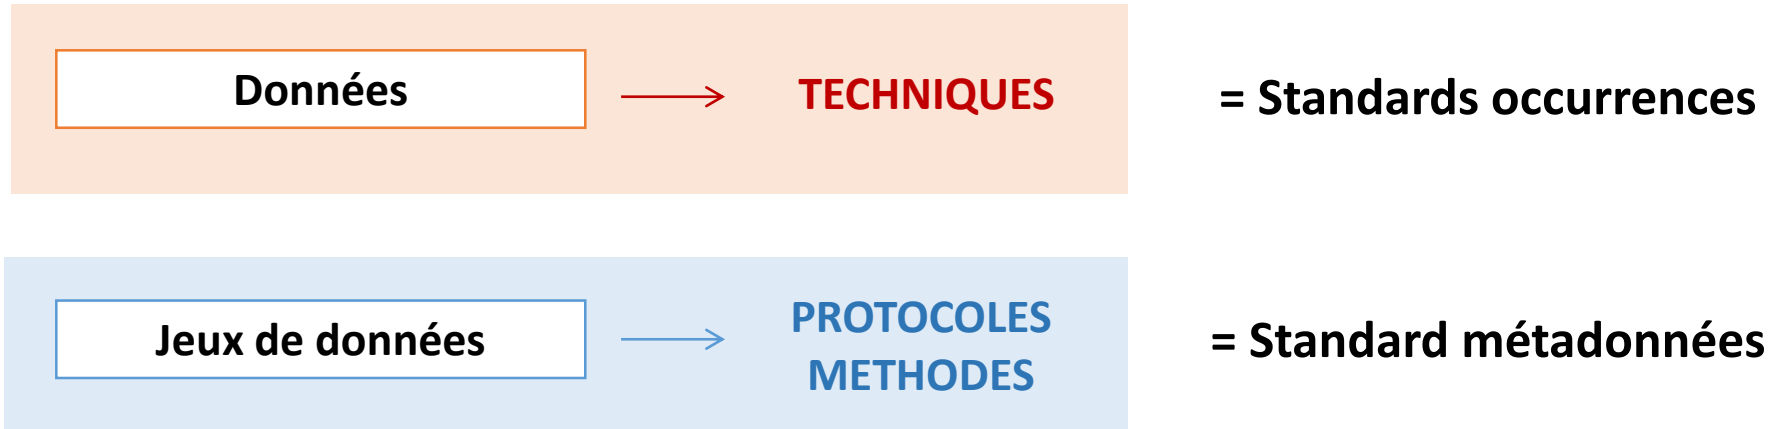 Données
TECHNIQUES
= Standards occurrences
Jeux de données
PROTOCOLES
METHODES
= Standard métadonnées